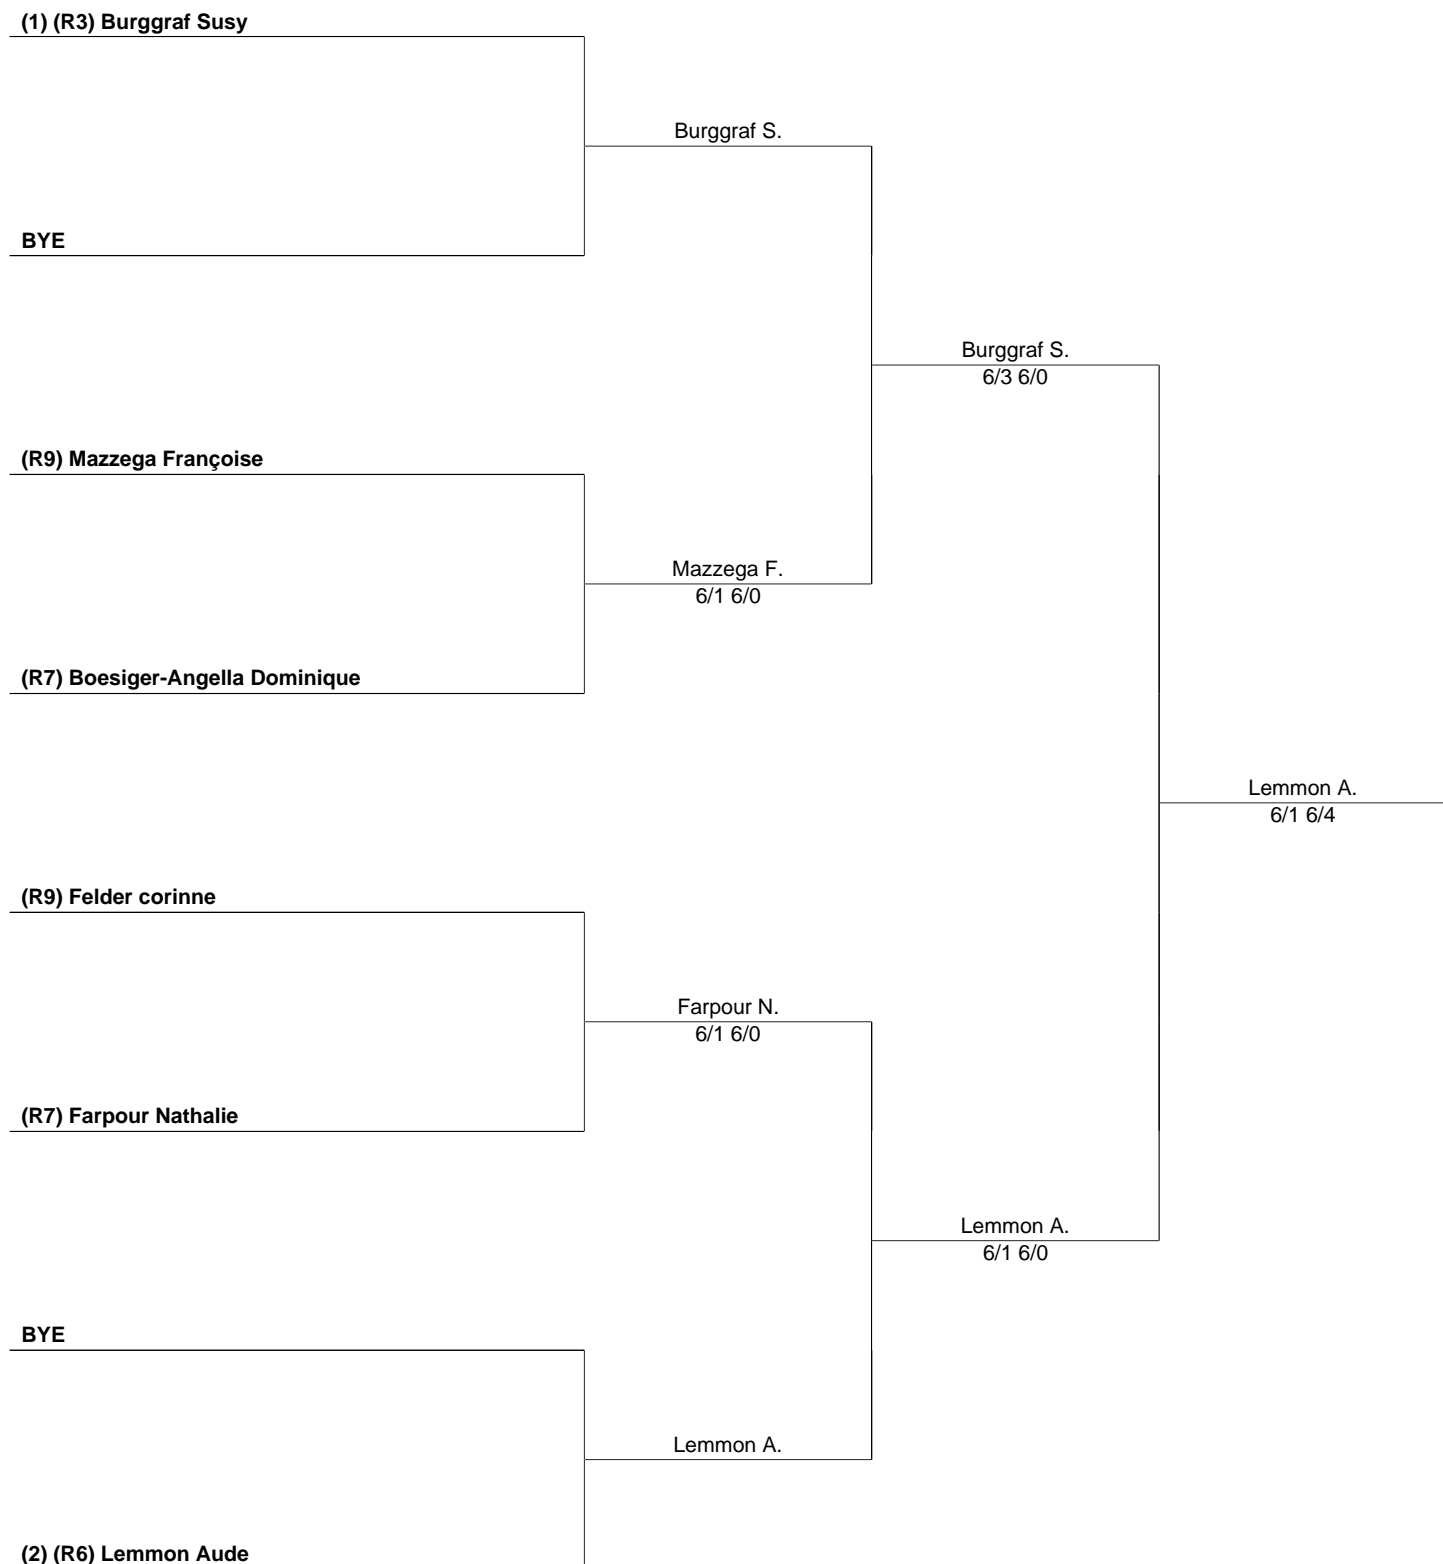 (1) (R3) Burggraf Susy
Burggraf S.
BYE
Burggraf S.
6/3 6/0
(R9) Mazzega Françoise
Mazzega F.
6/1 6/0
(R7) Boesiger-Angella Dominique
Lemmon A.
6/1 6/4
(R9) Felder corinne
Farpour N.
6/1 6/0
(R7) Farpour Nathalie
Lemmon A.
6/1 6/0
BYE
Lemmon A.
(2) (R6) Lemmon Aude